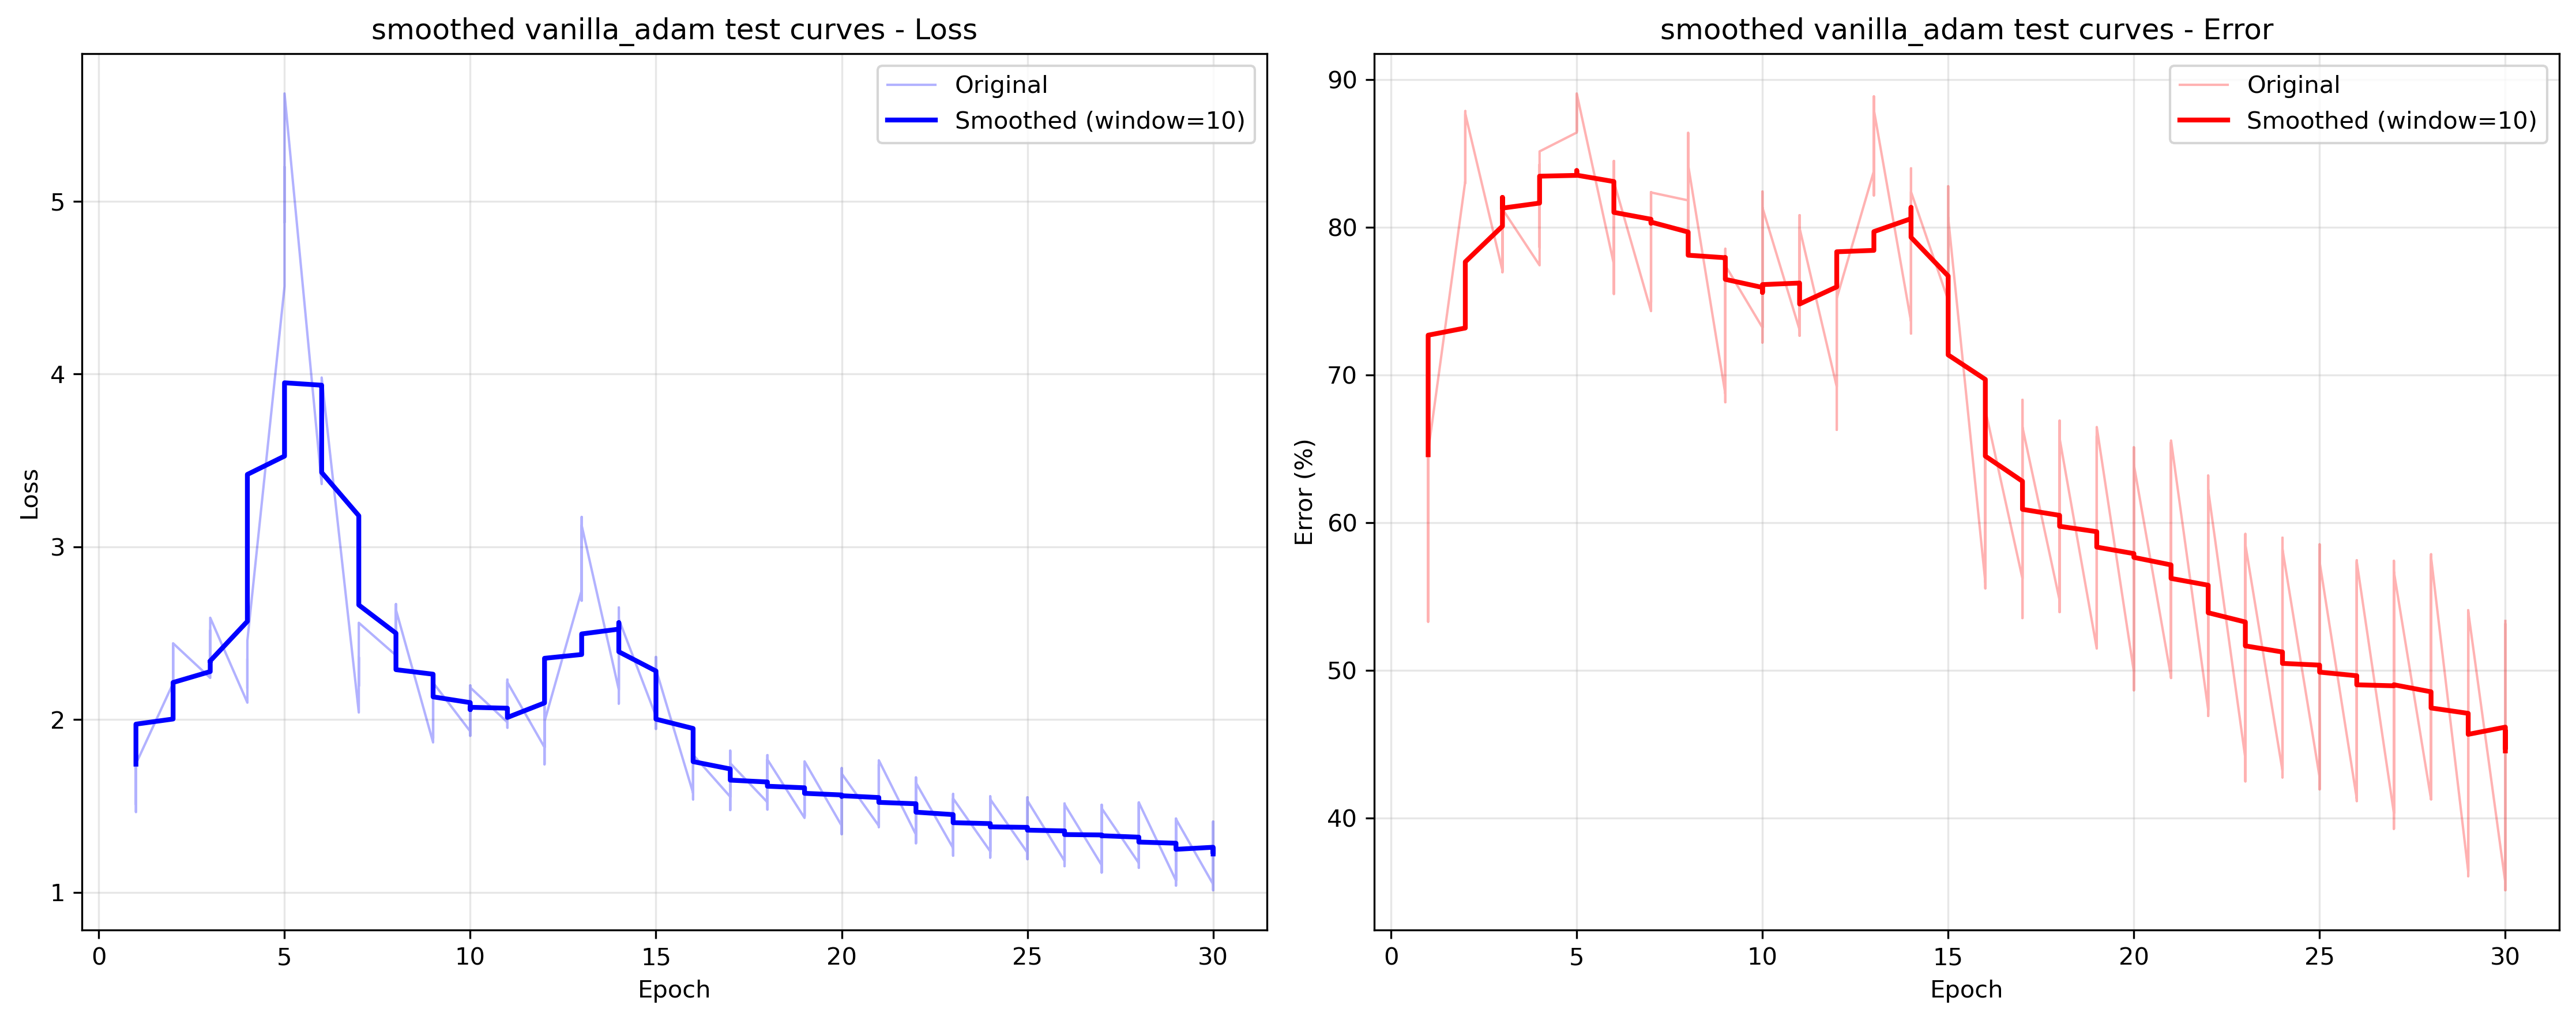 smoothed vanilla_adam test curves - Loss
Original
Smoothed (window=10)
5
4
3
2
1
Loss
0 5 10 15 20 25 30
Epoch
smoothed vanilla_adam test curves - Error
Original
Smoothed (window=10)
90
80
70
60
50
40
Error (%)
0 5 10 15 20 25 30
Epoch